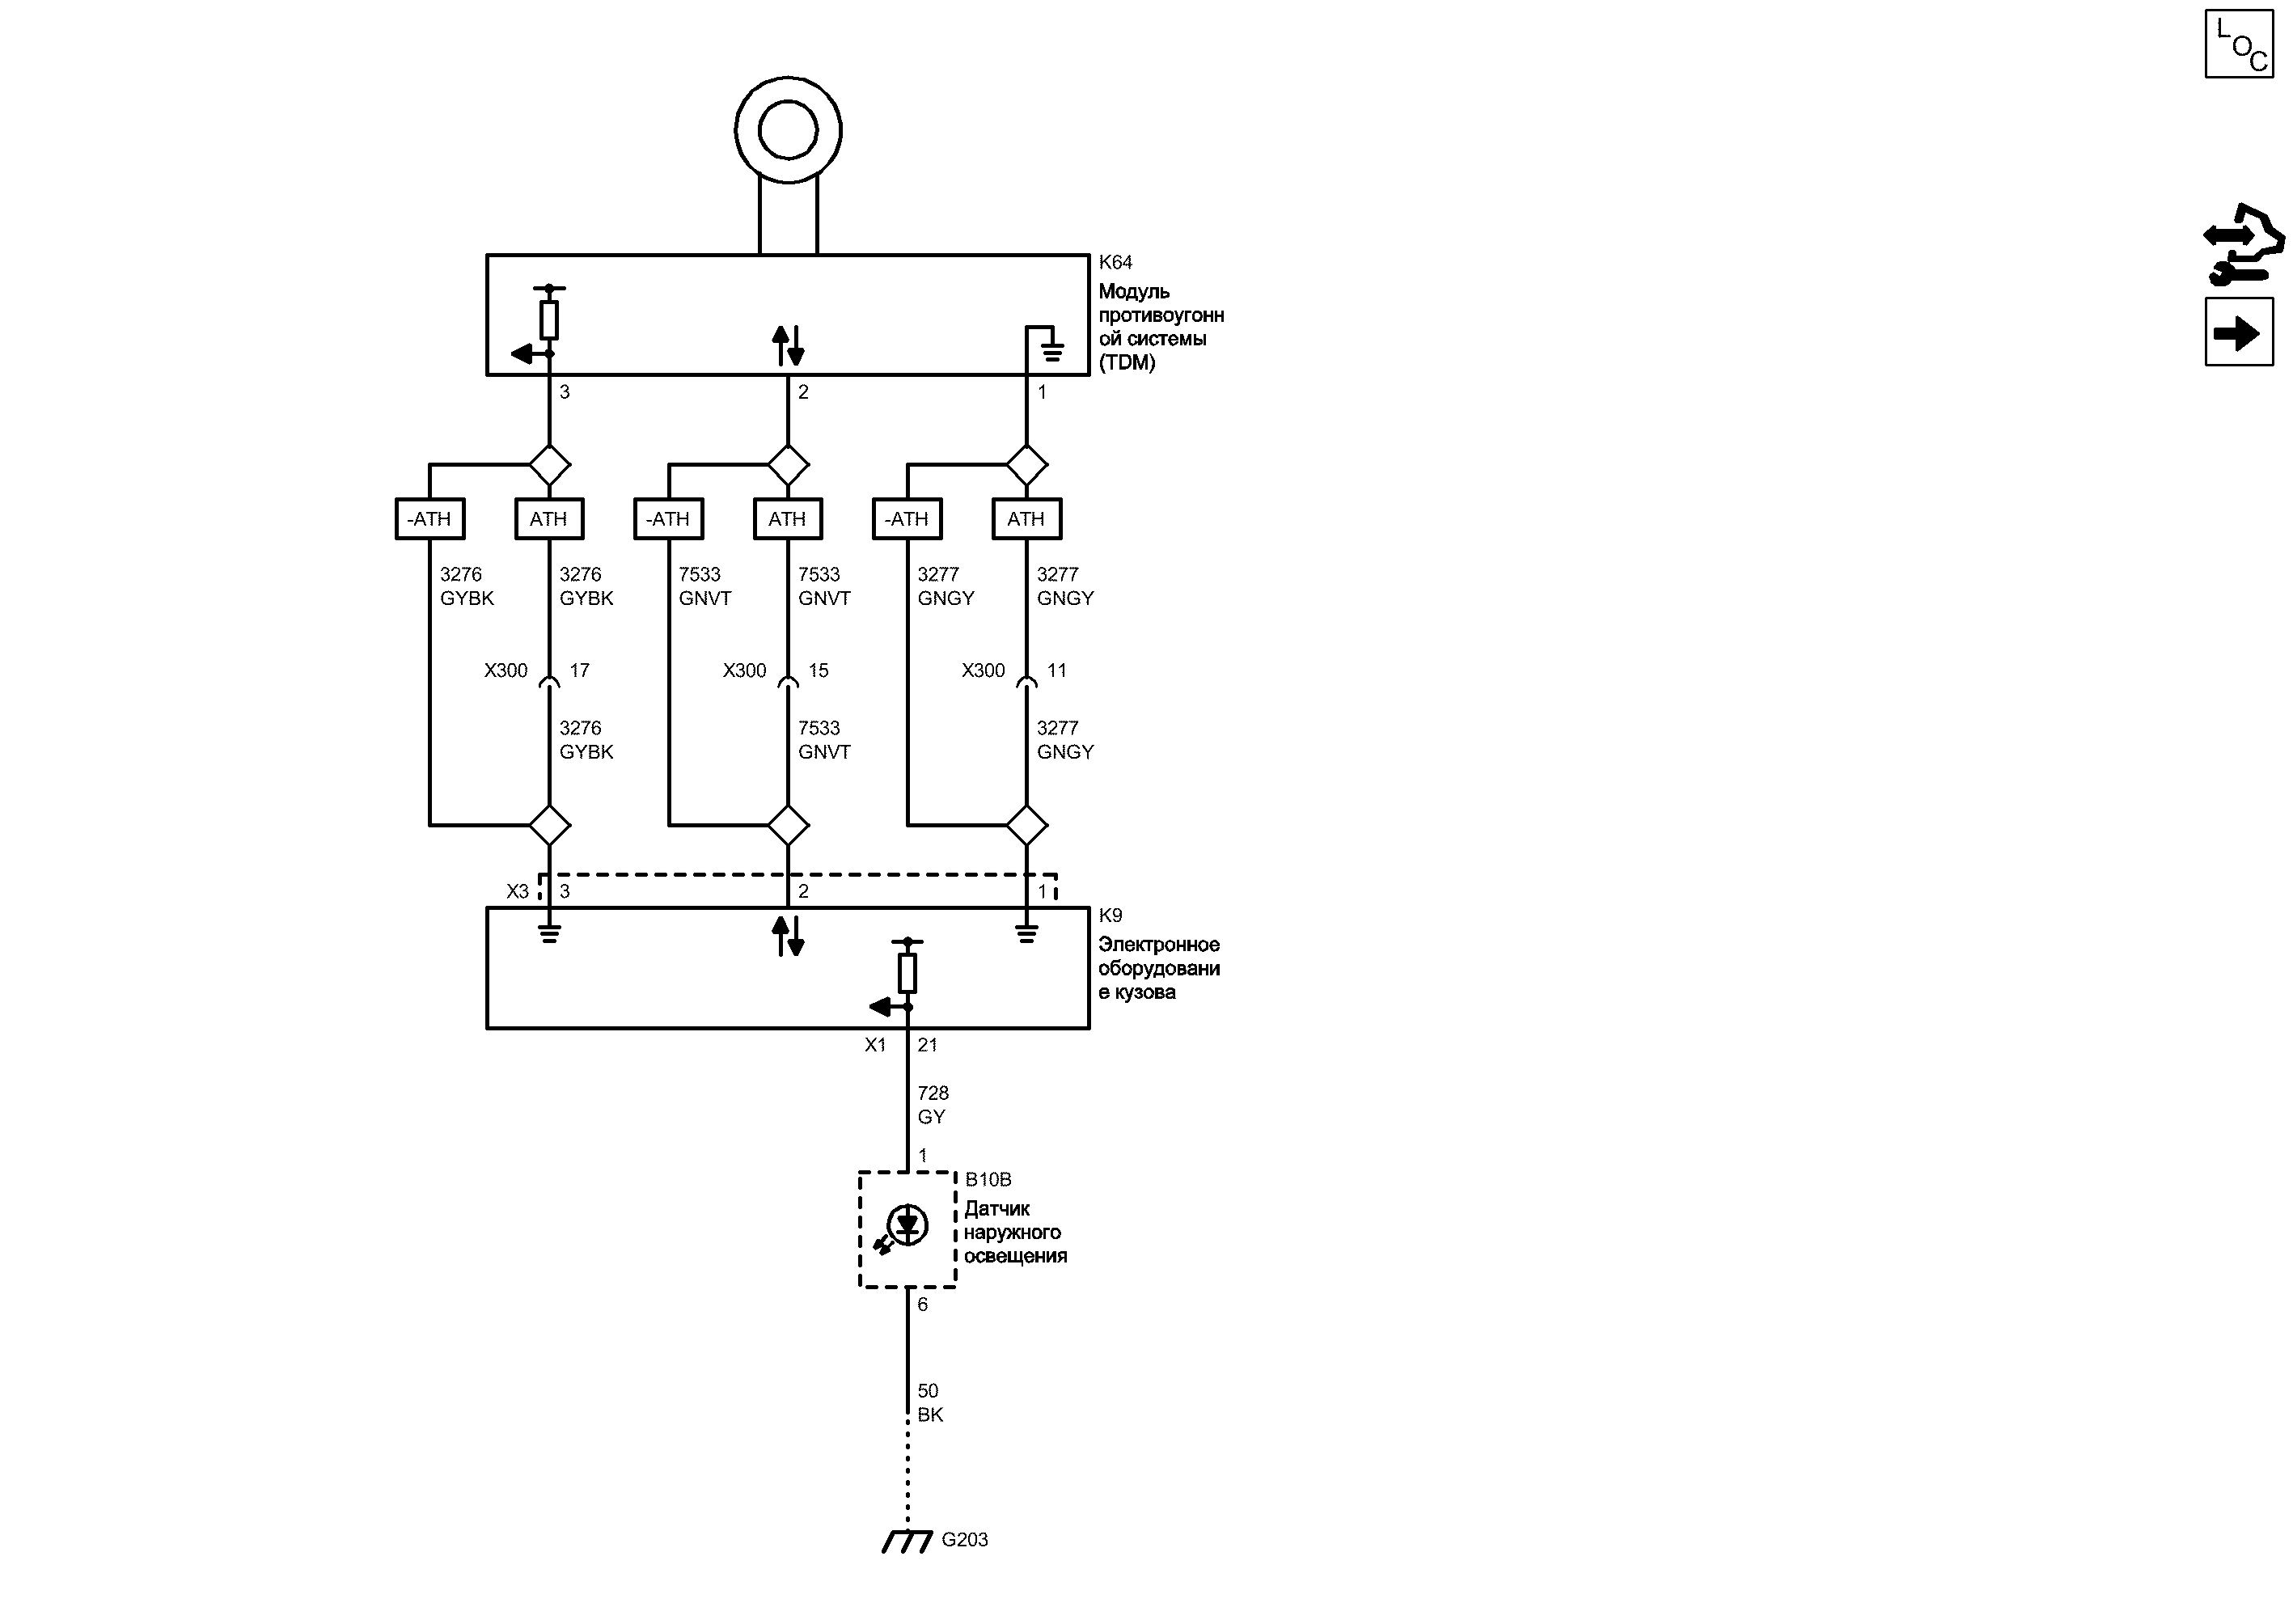 LOC
K64
Модуль
противоугонн
ой системы
(TDM)
3 2 1
-ATH ATH -ATH ATH -ATH ATH
3276 3276 7533 7533 3277 3277
GYBK GYBK GNVT GNVT GNGY GNGY
X300 17 X300 15 X300 11
3276 7533 3277
GYBK GNVT GNGY
X3 3 2 1
K9
Электронное
оборудовани
е кузова
X1 21
728
GY
1
B10B
Датчик
наружного
освещения
6
50
BK
G203